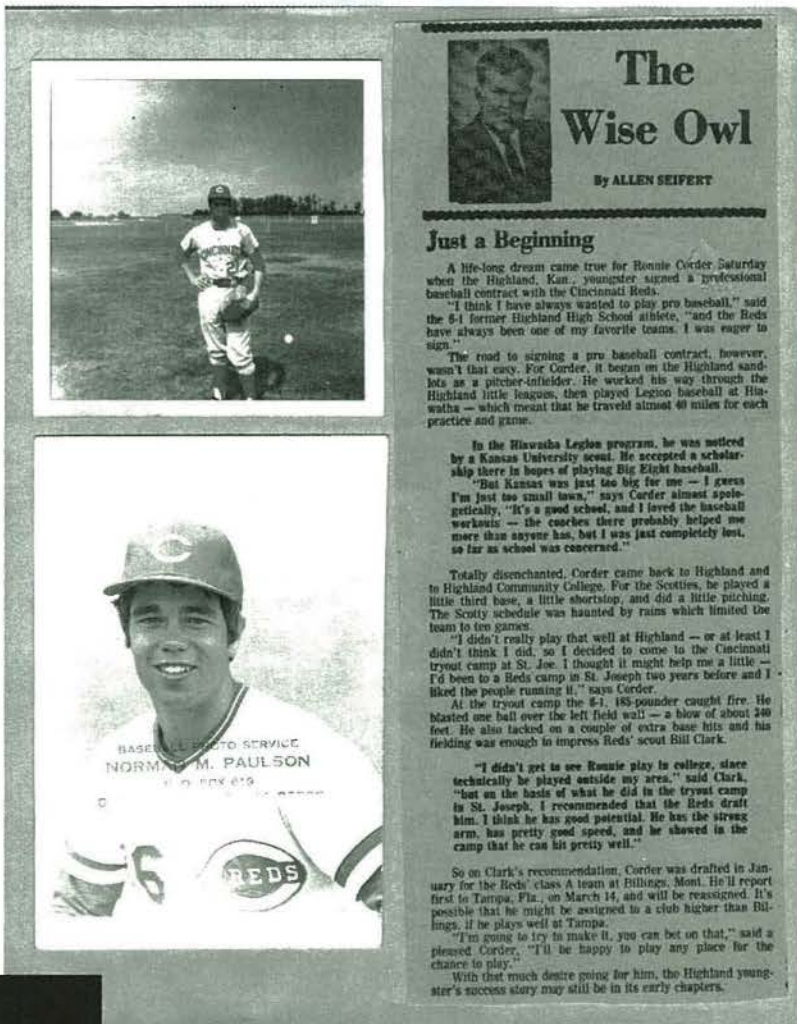 C
CINCINNATI
2
C
BASEBALL PHOTO SERVICE
NORMAN M. PAULSON
P.O. BOX 619
6
REDS
The
Wise Owl
By ALLEN SEIFERT
Just a Beginning
A life-long dream came true for Ronnie Corder Saturday
when the Highland, Kan., youngster signed a professional
baseball contract with the Cincinnati Reds.
"I think I have always wanted to play pro baseball," said
the 6-1 former Highland High School athlete, "and the Reds
have always been one of my favorite teams. I was eager to
sign."
The road to signing a pro baseball contract, however,
wasn't that easy. For Corder, it began on the Highland sand-
lots as a pitcher-infielder. He worked his way through the
Highland little leagues, then played Legion baseball at Hia-
watha — which meant that he traveld almost 40 miles for each
practice and game.
In the Hiawatha Legion program, he was noticed
by a Kansas University scout. He accepted a scholar-
ship there in hopes of playing Big Eight baseball.
"But Kansas was just too big for me — I guess
I'm just too small town," says Corder almost apolo-
getically, "It's a good school, and I loved the baseball
workouts — the coaches there probably helped me
more than anyone has, but I was just completely lost,
so far as school was concerned."
Totally disenchanted, Corder came back to Highland and
to Highland Community College. For the Scotties, he played a
little third base, a little shortstop, and did a little pitching.
The Scotty schedule was haunted by rains which limited the
team to ten games.
"I didn't really play that well at Highland — or at least I
didn't think I did, so I decided to come to the Cincinnati
tryout camp at St. Joe. I thought it might help me a little —
I'd been to a Reds camp in St. Joseph two years before and I
liked the people running it," says Corder.
At the tryout camp the 6-1, 185-pounder caught fire. He
blasted one ball over the left field wall — a blow of about 340
feet. He also tacked on a couple of extra base hits and his
fielding was enough to impress Reds' scout Bill Clark.
"I didn't get to see Ronnie play in college, since
technically he played outside my area," said Clark,
"but on the basis of what he did in the tryout camp
in St. Joseph, I recommended that the Reds draft
him. I think he has good potential. He has the strong
arm, has pretty good speed, and he showed in the
camp that he can hit pretty well."
So on Clark's recommendation, Corder was drafted in Jan-
uary for the Reds' class A team at Billings, Mont. He'll report
first to Tampa, Fla., on March 14, and will be reassigned. It's
possible that he might be assigned to a club higher than Bil-
lings, if he plays well at Tampa.
"I'm going to try to make it, you can bet on that," said a
pleased Corder, "I'll be happy to play any place for the
chance to play."
With that much desire going for him, the Highland young-
ster's success story may still be in its early chapters.